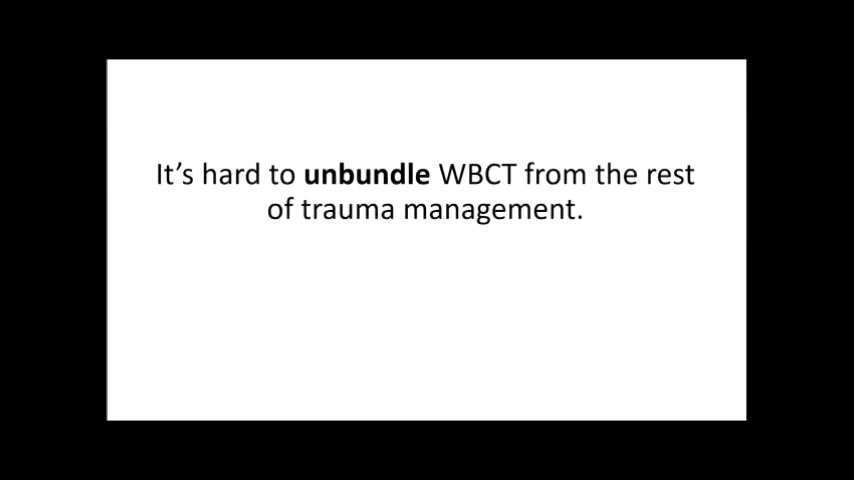 It’s hard to unbundle WBCT from the rest
of trauma management.